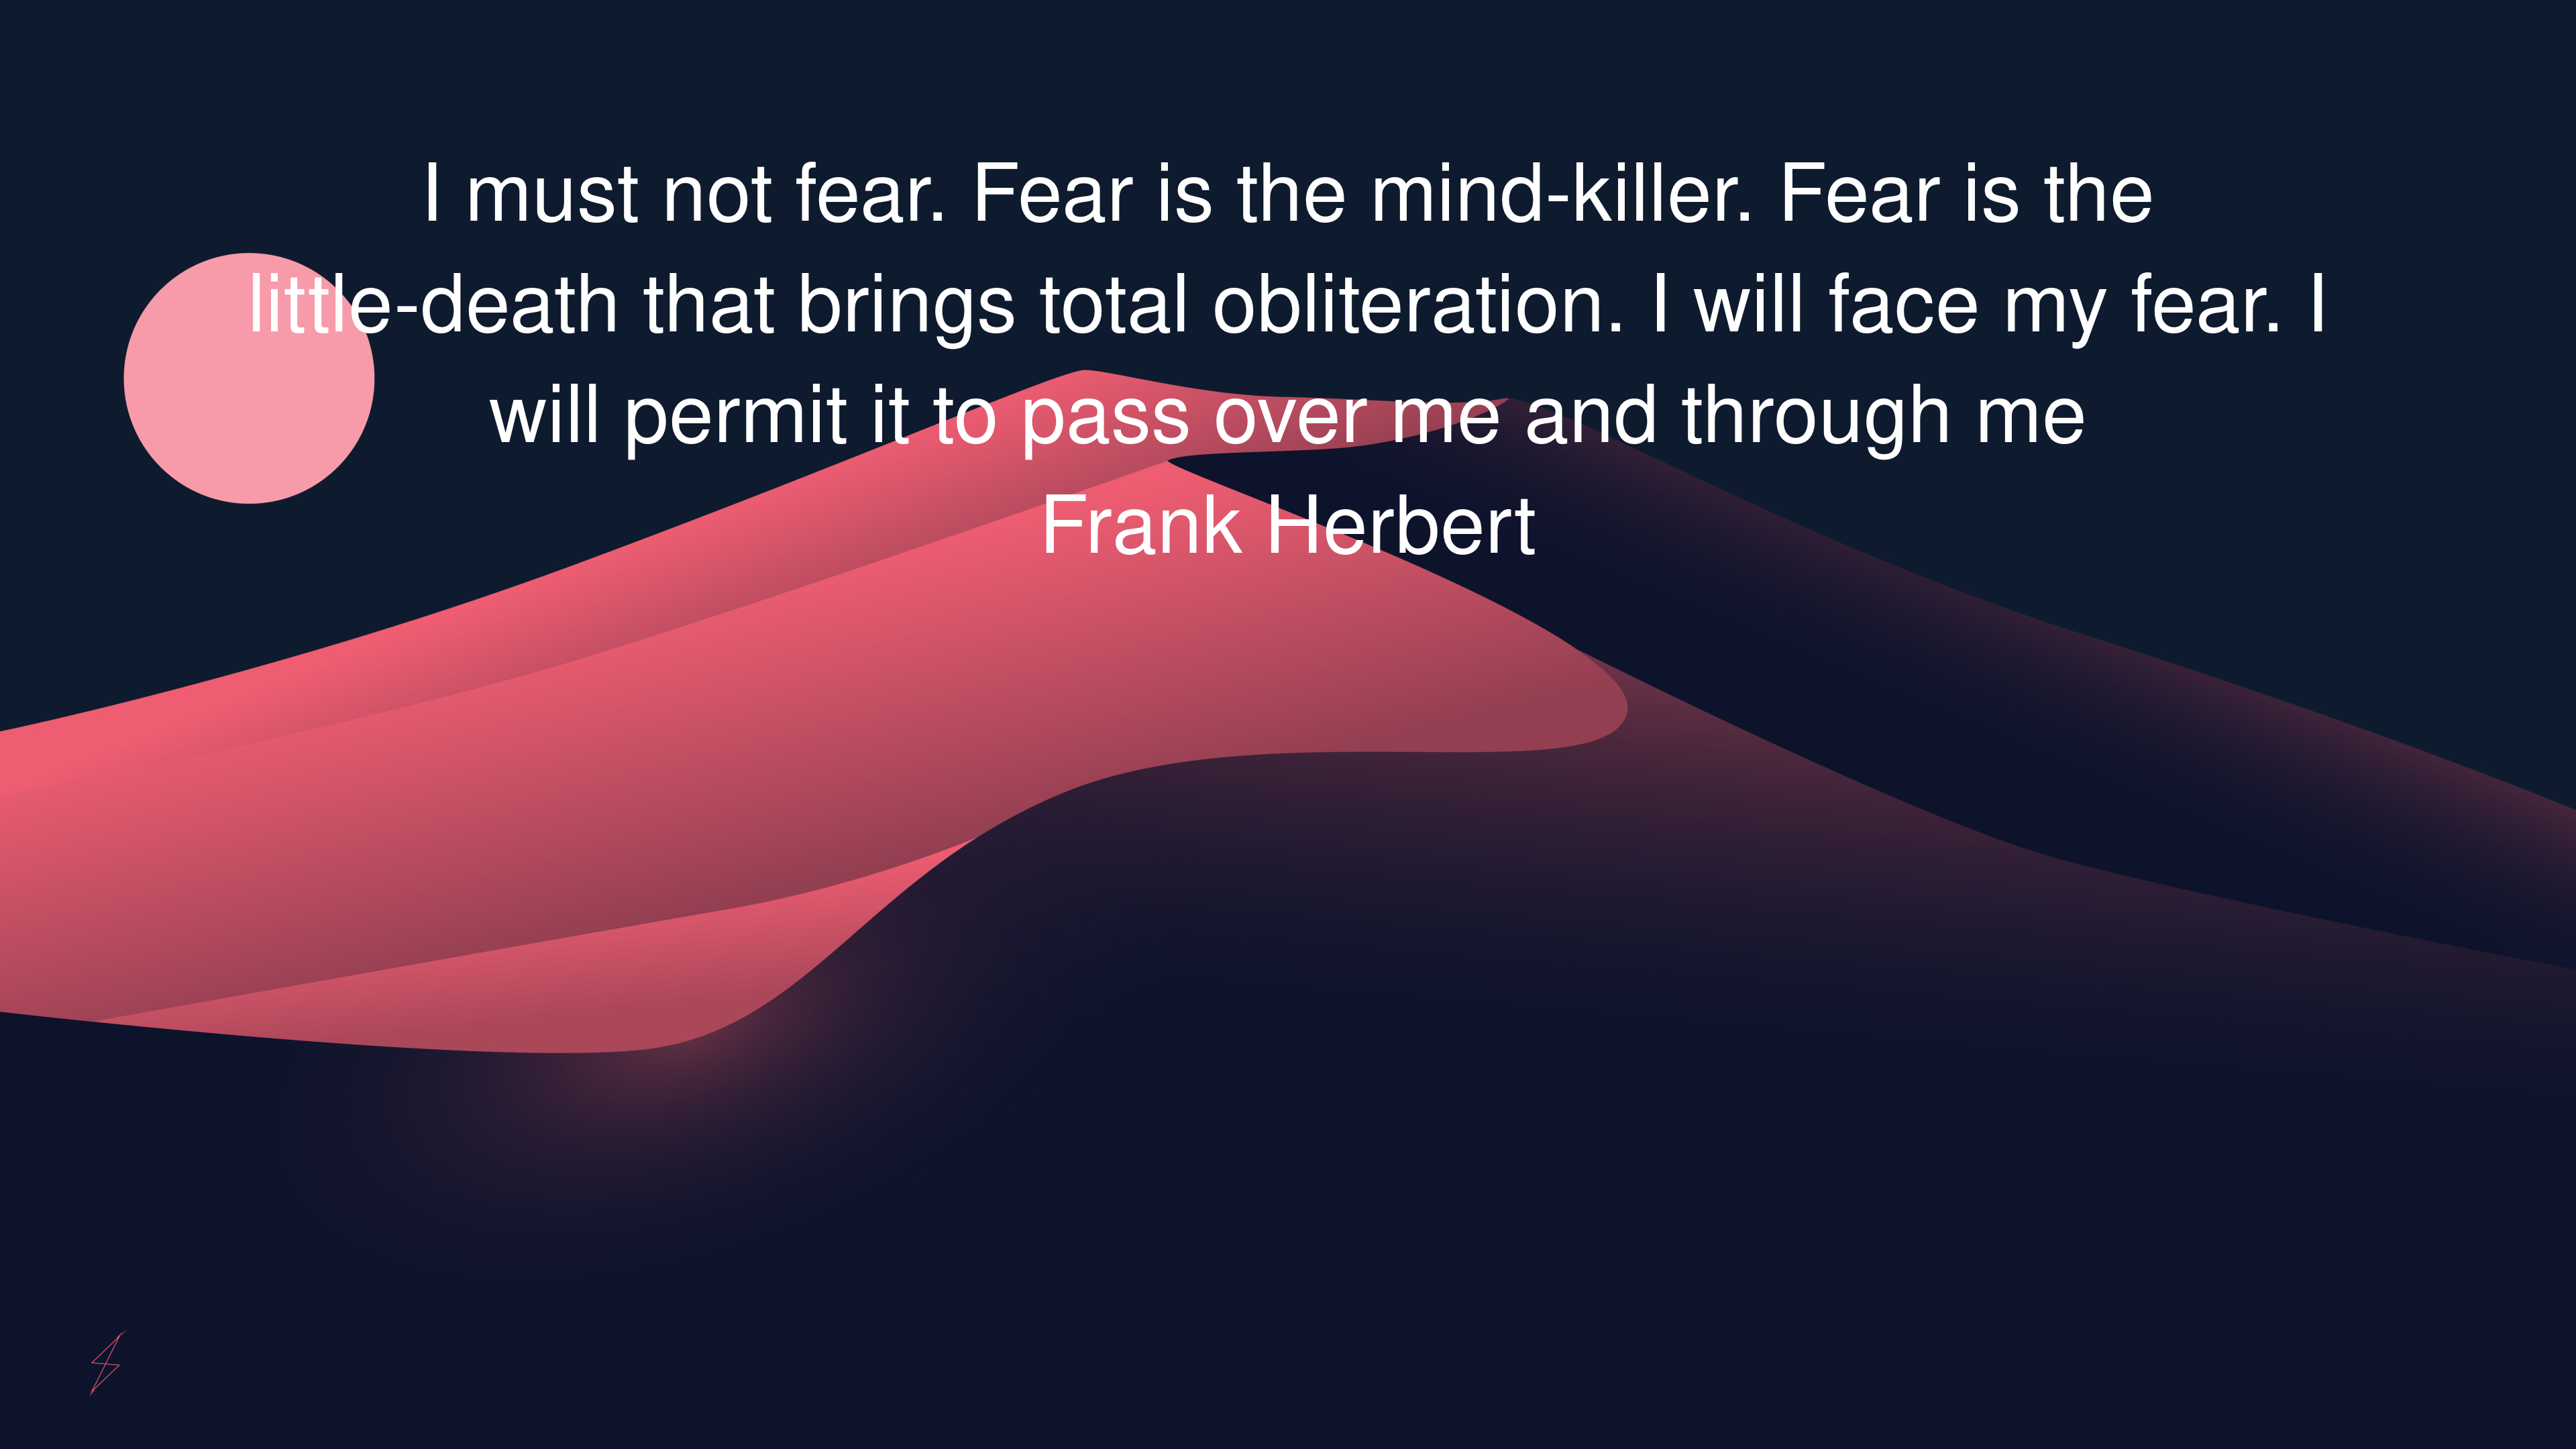 I must not fear. Fear is the mind-killer. Fear is the
little-death that brings total obliteration. I will face my fear. I
will permit it to pass over me and through me
Frank Herbert